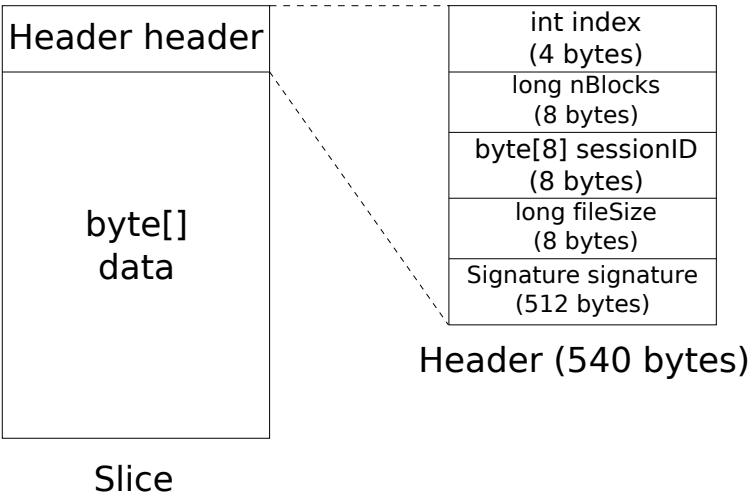 Header header
byte[]
data
Slice
int index
(4 bytes)
long nBlocks
(8 bytes)
byte[8] sessionID
(8 bytes)
long fileSize
(8 bytes)
Signature signature
(512 bytes)
Header (540 bytes)